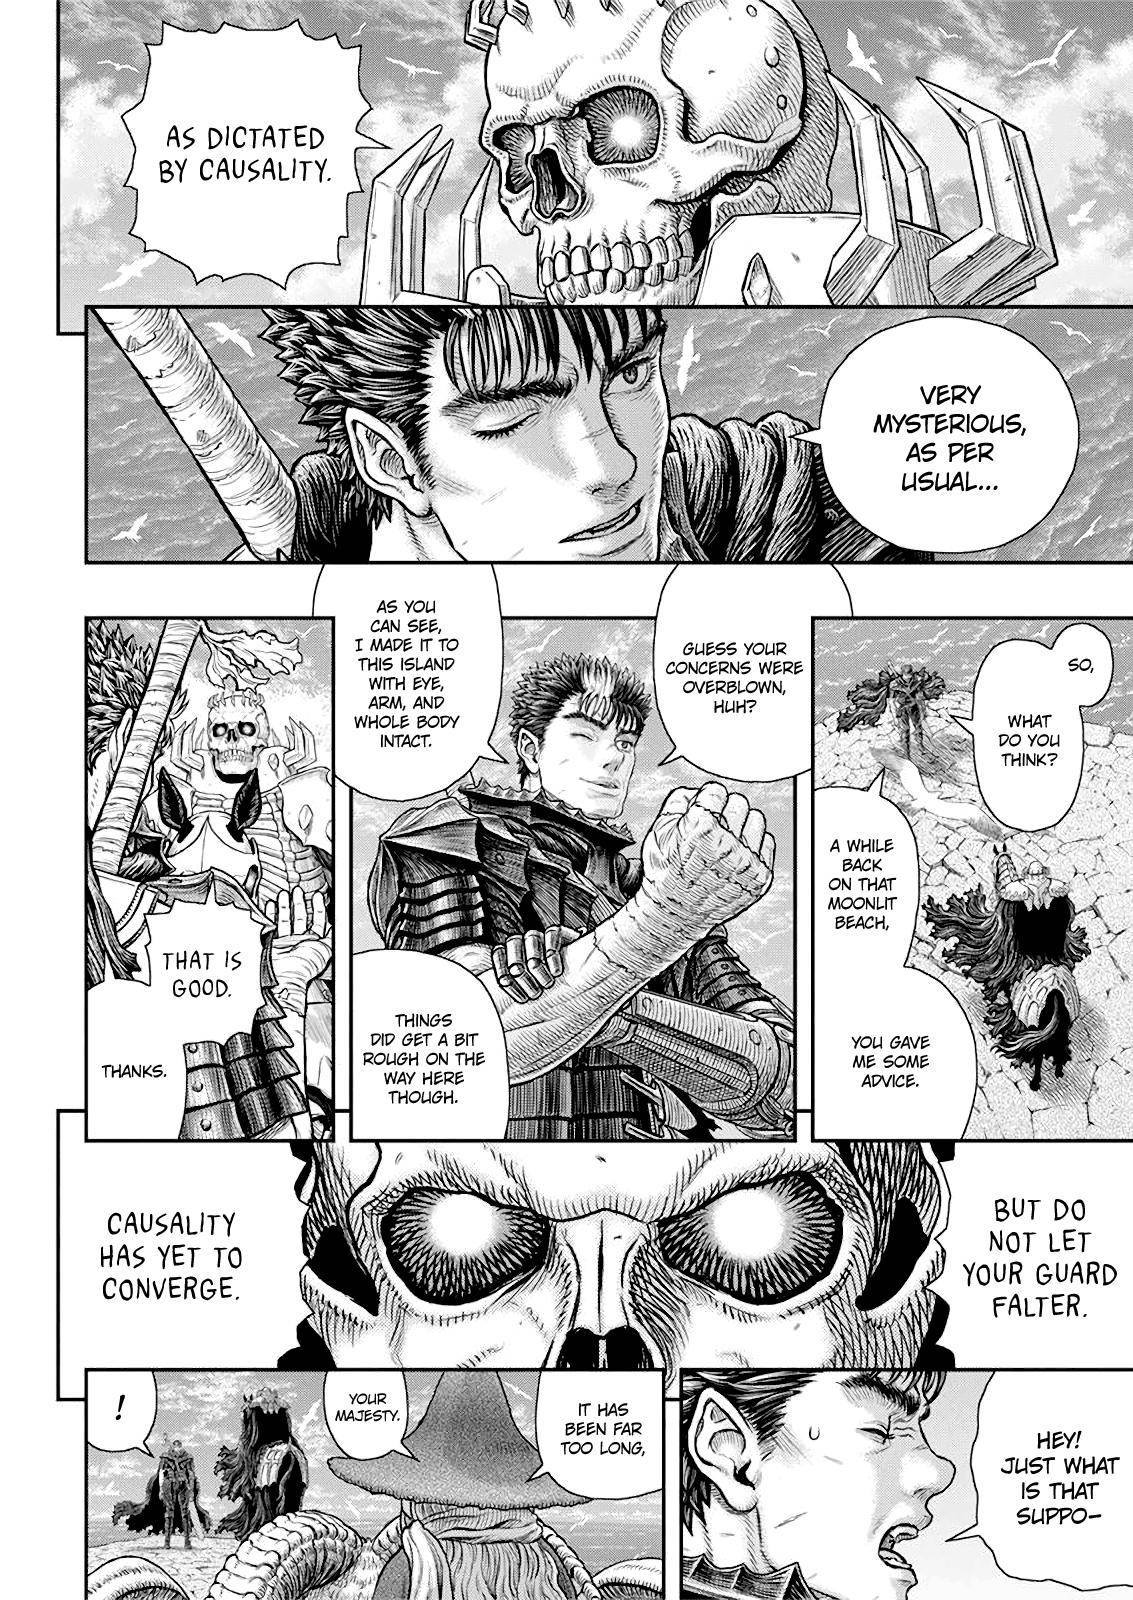 AS DICTATED
BY CAUSALITY.
VERY
MYSTERIOUS,
AS PER
USUAL...
SO,
WHAT
DO YOU
THINK?
A WHILE
BACK
ON THAT
MOONLIT
BEACH,
YOU GAVE
ME SOME
ADVICE.
GUESS YOUR
CONCERNS WERE
OVERBLOWN,
HUH?
AS YOU
CAN SEE,
I MADE IT TO
THIS ISLAND
WITH EYE,
ARM, AND
WHOLE BODY
INTACT.
THINGS
DID GET A BIT
ROUGH ON THE
WAY HERE
THOUGH.
THAT IS
GOOD.
THANKS.
BUT DO
NOT LET
YOUR GUARD
FALTER.
CAUSALITY
HAS YET TO
CONVERGE.
HEY!
JUST WHAT
IS THAT
SUPPO-
IT HAS
BEEN FAR
TOO LONG,
YOUR
MAJESTY.
!